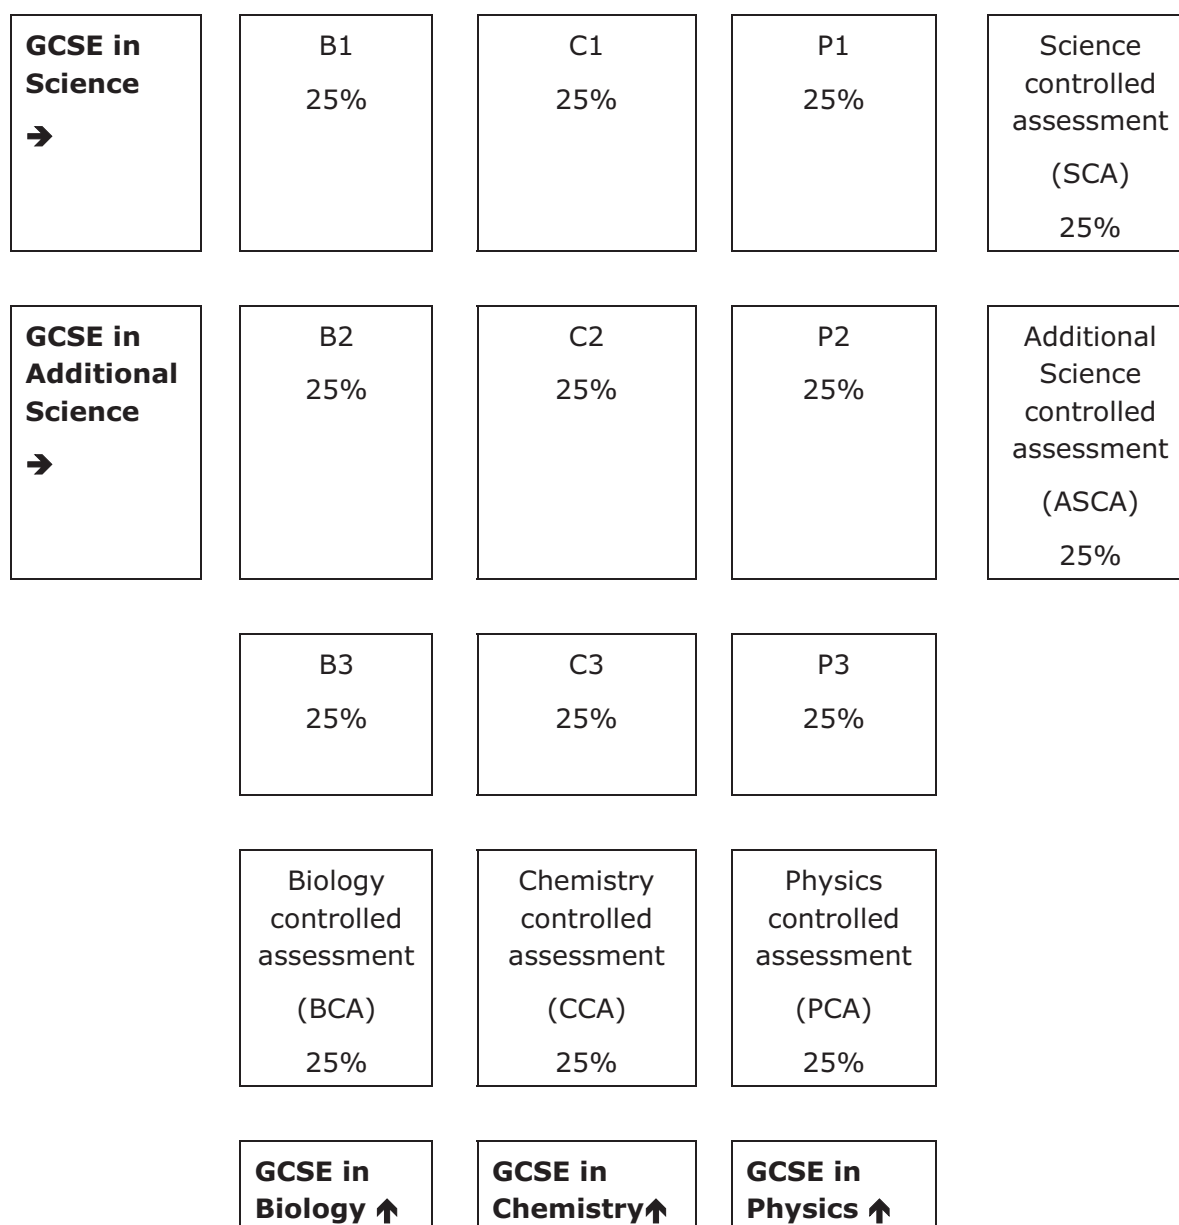 GCSE in
Science
➔
B1
25%
C1
25%
P1
25%
Science
controlled
assessment
(SCA)
25%
GCSE in
Additional
Science
➔
B2
25%
C2
25%
P2
25%
Additional
Science
controlled
assessment
(ASCA)
25%
B3
25%
C3
25%
P3
25%
Biology
controlled
assessment
(BCA)
25%
Chemistry
controlled
assessment
(CCA)
25%
Physics
controlled
assessment
(PCA)
25%
GCSE in
Biology ↑
GCSE in
Chemistry↑
GCSE in
Physics ↑